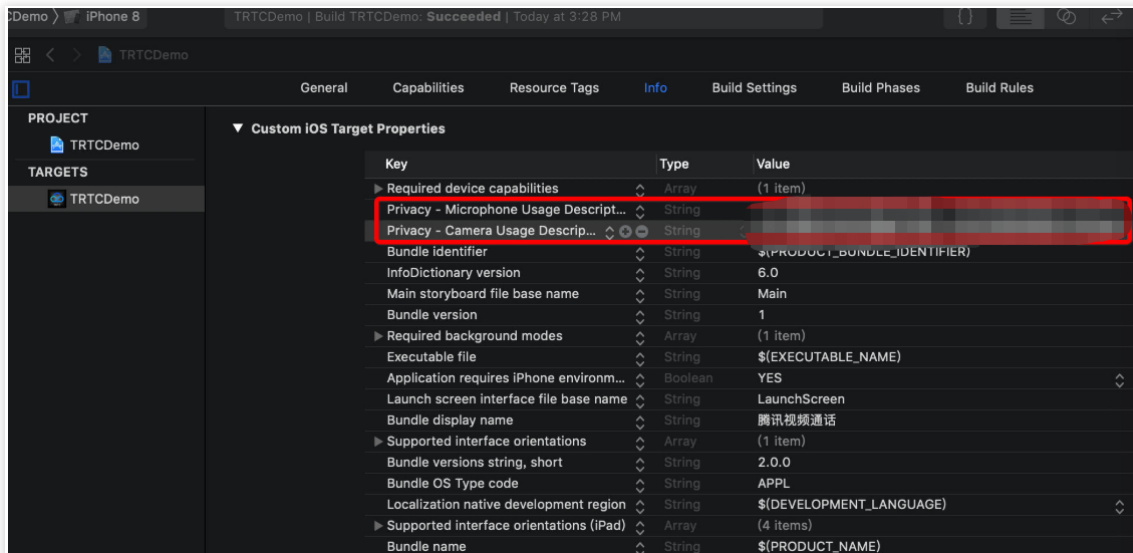 CDemo 〉 iPhone 8 TRTCDemo | Build TRTCDemo: Succeeded | Today at 3:28 PM {}
TRTCDemo
General Capabilities Resource Tags Info Build Settings Build Phases Build Rules
PROJECT
TRTCDemo
TARGETS
TRTCDemo
▼ Custom iOS Target Properties
Key Type Value
Required device capabilities Array (1 item)
Privacy - Microphone Usage Descript... String
Privacy - Camera Usage Descrip... String
Bundle identifier String $(PRODUCT_BUNDLE_IDENTIFIER)
InfoDictionary version String 6.0
Main storyboard file base name String Main
Bundle version String 1
Required background modes Array (1 item)
Executable file String $(EXECUTABLE_NAME)
Application requires iPhone environm... Boolean YES
Launch screen interface file base name String LaunchScreen
Bundle display name String 腾讯视频通话
Supported interface orientations Array (1 item)
Bundle versions string, short String 2.0.0
Bundle OS Type code String APPL
Localization native development region String $(DEVELOPMENT_LANGUAGE)
Supported interface orientations (iPad) Array (4 items)
Bundle name String $(PRODUCT_NAME)